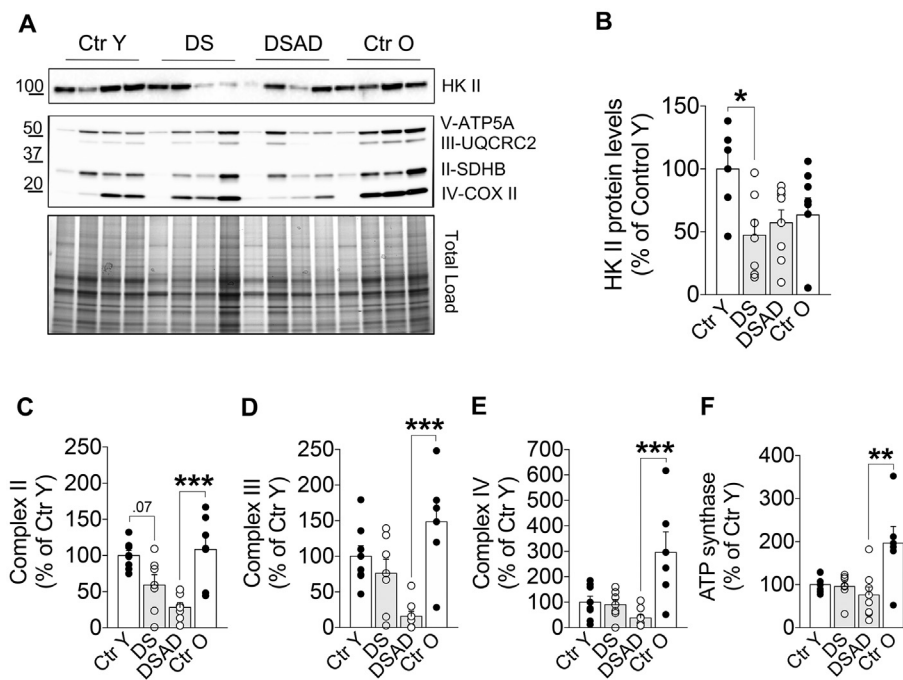 A
Ctr Y DS DSAD Ctr O
100
HK II
50
37
20
V-ATP5A
III-UQCRC2
II-SDHB
IV-COX II
Total Load
B
HK II protein levels
(% of Control Y)
150
100
50
0
*
Ctr Y DS DSAD Ctr O
C
Complex II
(% of Ctr Y)
250
200
150
100
50
0
.07
***
Ctr Y DS DSAD Ctr O
D
Complex III
(% of Ctr Y)
250
200
150
100
50
0
***
Ctr Y DS DSAD Ctr O
E
Complex IV
(% of Ctr Y)
700
600
500
400
300
200
100
0
***
Ctr Y DS DSAD Ctr O
F
ATP synthase
(% of Ctr Y)
400
300
200
100
0
**
Ctr Y DS DSAD Ctr O